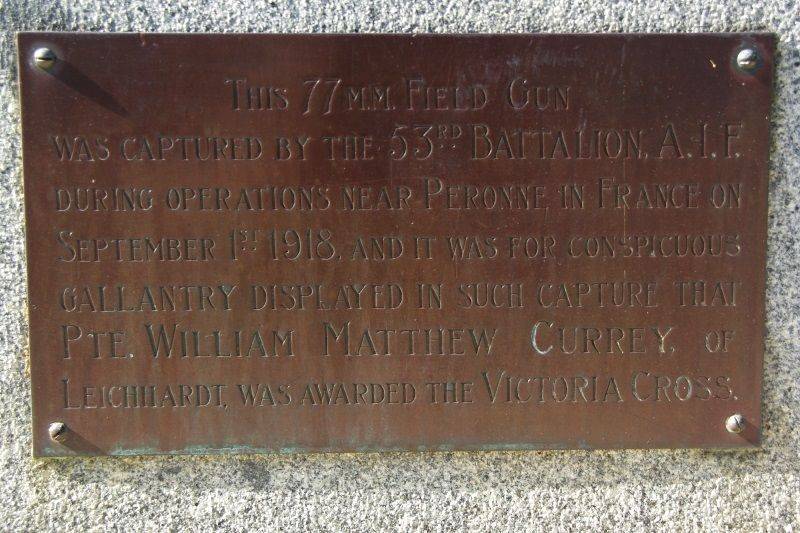 This 77 m.m. Field Gun
was captured by the 53rd Battalion, A.I.F.
during operations near Peronne in France on
September 1st 1918, and it was for conspicuous
gallantry displayed in such capture that
Pte. William Matthew Currey, of
Leichhardt, was awarded the Victoria Cross.